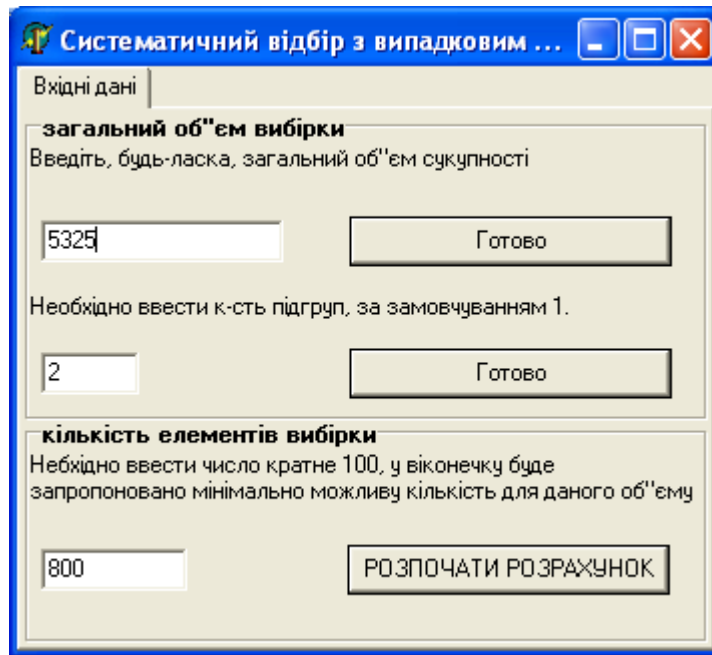 Систематичний відбір з випадковим ...
Вхідні дані
загальний об"єм вибірки
Введіть, будь-ласка, загальний об"єм сукупності
5325
Готово
Необхідно ввести к-сть підгруп, за замовчуванням 1.
2
Готово
кількість елементів вибірки
Небхідно ввести число кратне 100, у віконечку буде
запропоновано мінімально можливу кількість для даного об"єму
800
РОЗПОЧАТИ РОЗРАХУНОК